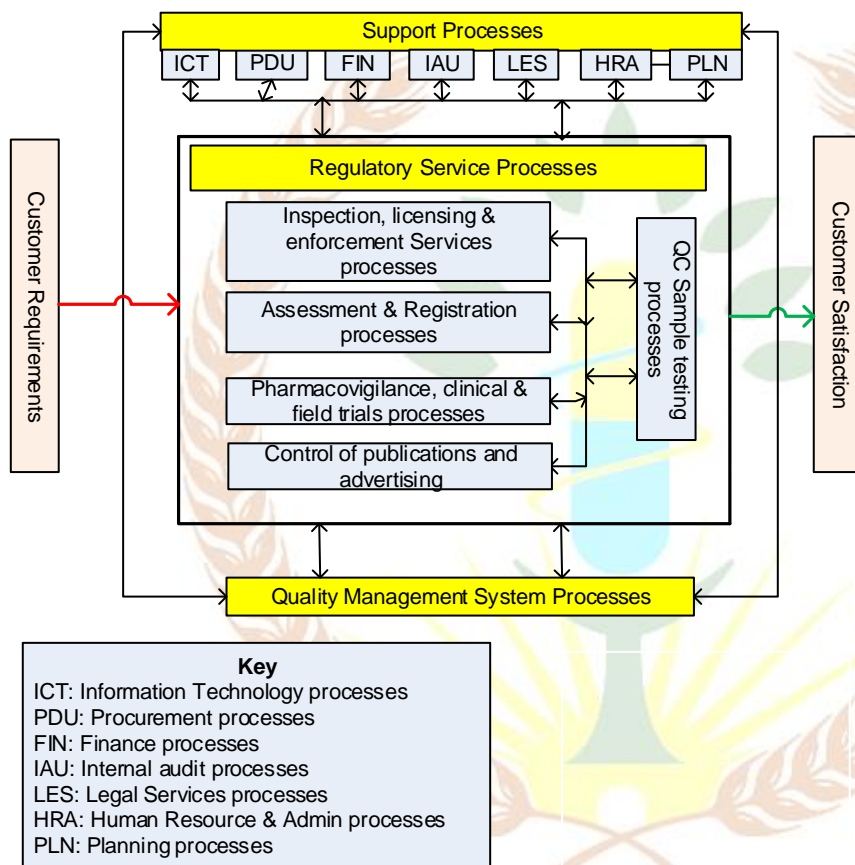 Support Processes
ICT PDU FIN IAU LES HRA PLN
Customer Requirements
Regulatory Service Processes
Inspection, licensing &
enforcement Services
processes
Assessment & Registration
processes
Pharmacovigilance, clinical &
field trials processes
Control of publications and
advertising
QC Sample testing
processes
Customer Satisfaction
Quality Management System Processes
Key
ICT: Information Technology processes
PDU: Procurement processes
FIN: Finance processes
IAU: Internal audit processes
LES: Legal Services processes
HRA: Human Resource & Admin processes
PLN: Planning processes